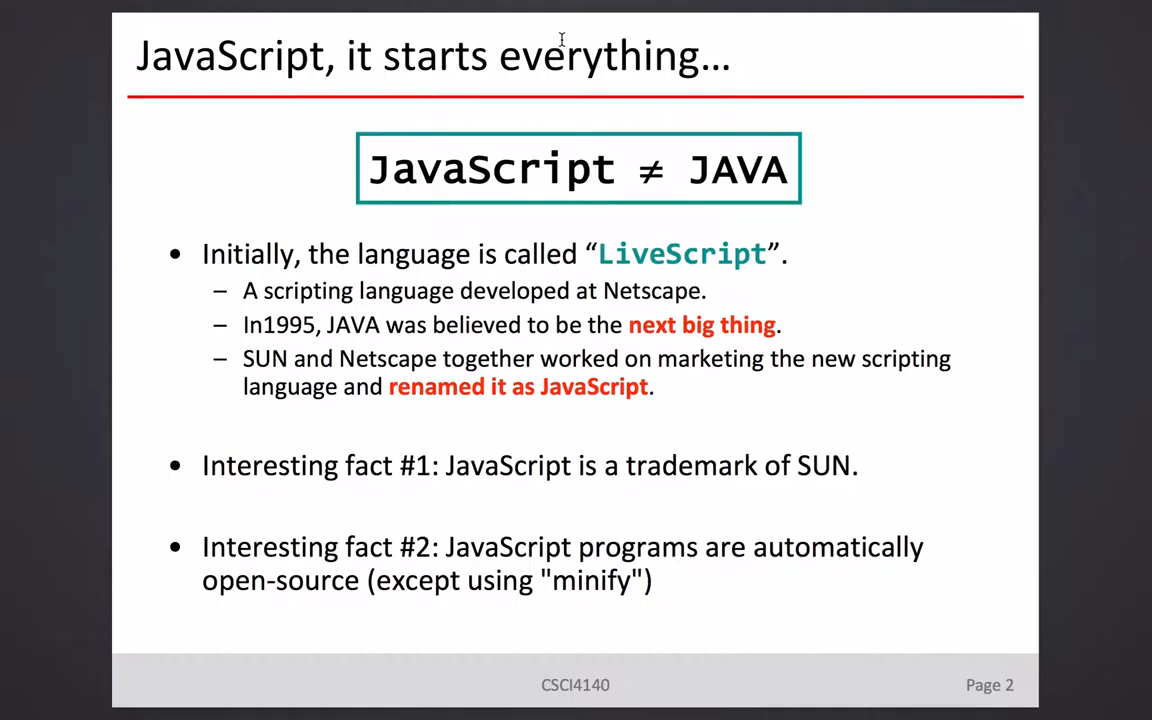 JavaScript, it starts everything…
JavaScript ≠ JAVA
• Initially, the language is called “LiveScript”.
– A scripting language developed at Netscape.
– In1995, JAVA was believed to be the next big thing.
– SUN and Netscape together worked on marketing the new scripting
language and renamed it as JavaScript.
• Interesting fact #1: JavaScript is a trademark of SUN.
• Interesting fact #2: JavaScript programs are automatically
open-source (except using "minify")
CSCI4140
Page 2